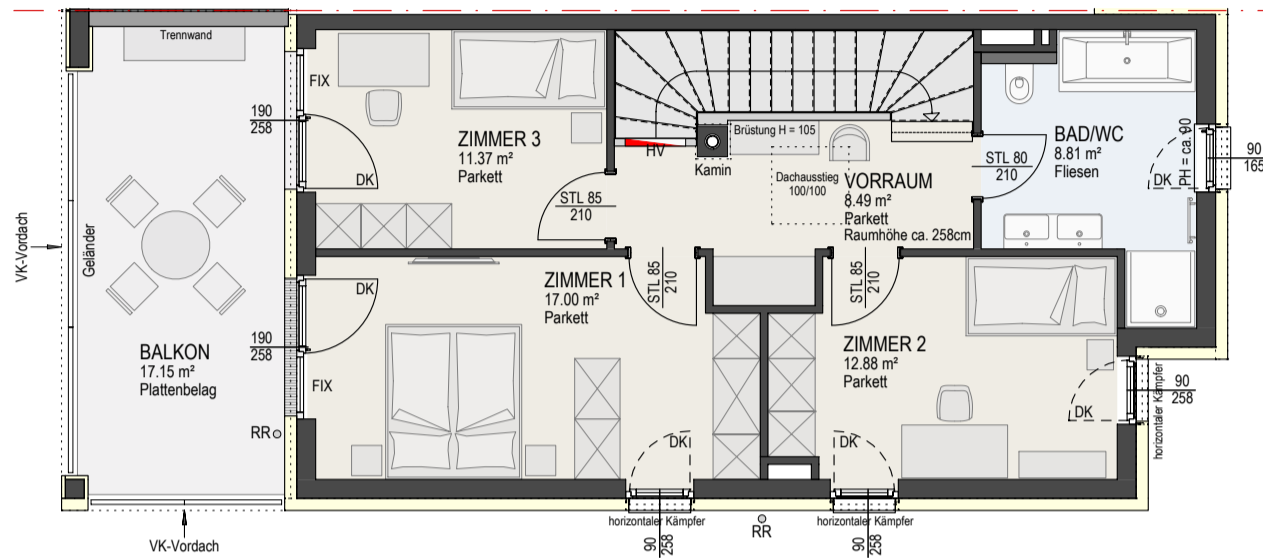 Trennwand
190
258
FIX
DK
ZIMMER 3
11.37 m²
Parkett
STL 85
210
HV
Kamin
Brüstung H = 105
Dachausstieg
100/100
VORRAUM
8.49 m²
Parkett
Raumhöhe ca. 258cm
STL 80
210
BAD/WC
8.81 m²
Fliesen
PH = ca. 90
DK
90
165
VK-Vordach
Geländer
BALKON
17.15 m²
Plattenbelag
RR
VK-Vordach
190
258
DK
FIX
ZIMMER 1
17.00 m²
Parkett
STL 85
210
DK
horizontaler Kämpfer
90
258
RR
STL 85
210
ZIMMER 2
12.88 m²
Parkett
DK
horizontaler Kämpfer
90
258
DK
90
258
horizontaler Kämpfer